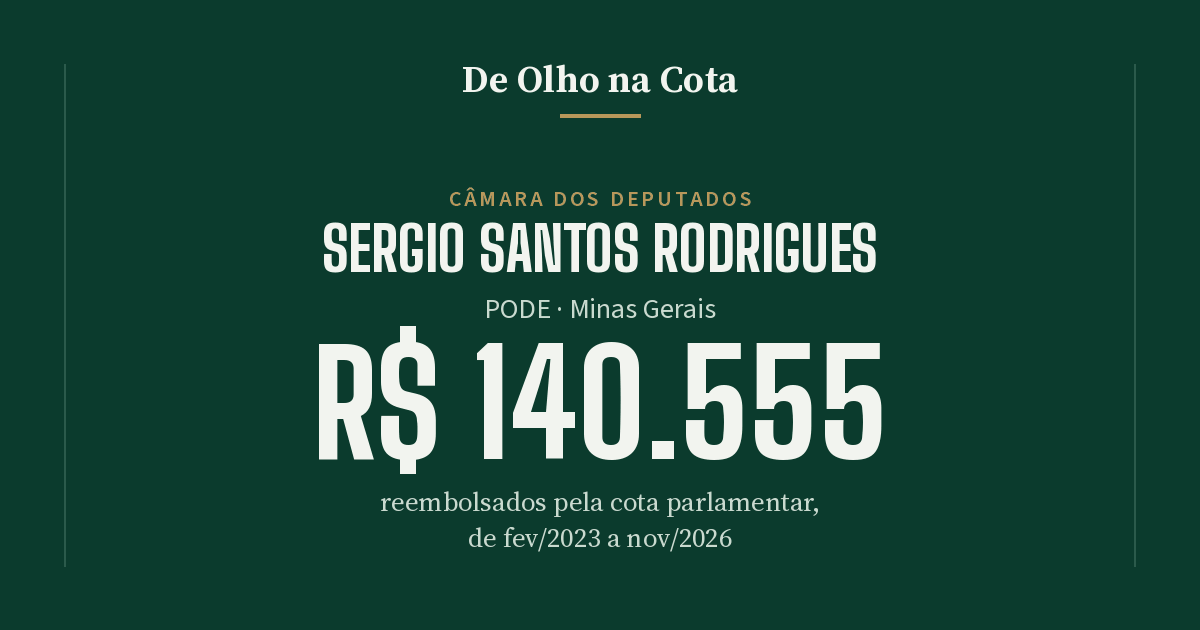 De Olho na Cota
CÂMARA DOS DEPUTADOS
SERGIO SANTOS RODRIGUES
PODE · Minas Gerais
R$ 140.555
reembolsados pela cota parlamentar,
de fev/2023 a nov/2026